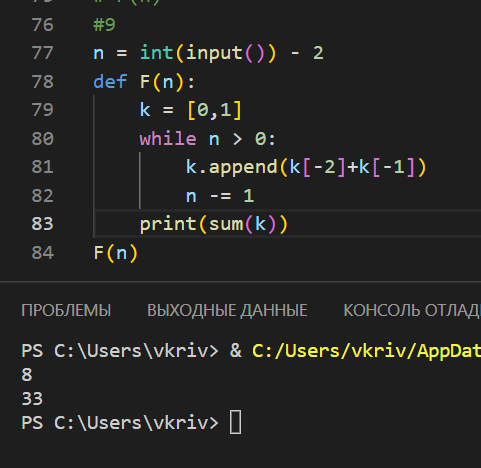 76 #9
77 n = int(input()) - 2
78 def F(n):
79 k = [0,1]
80 while n > 0:
81 k.append(k[-2]+k[-1])
82 n -= 1
83 print(sum(k))
84 F(n)
ПРОБЛЕМЫ ВЫХОДНЫЕ ДАННЫЕ КОНСОЛЬ ОТЛАД
PS C:\Users\vkriv> & C:/Users/vkriv/AppDat
8
33
PS C:\Users\vkriv>